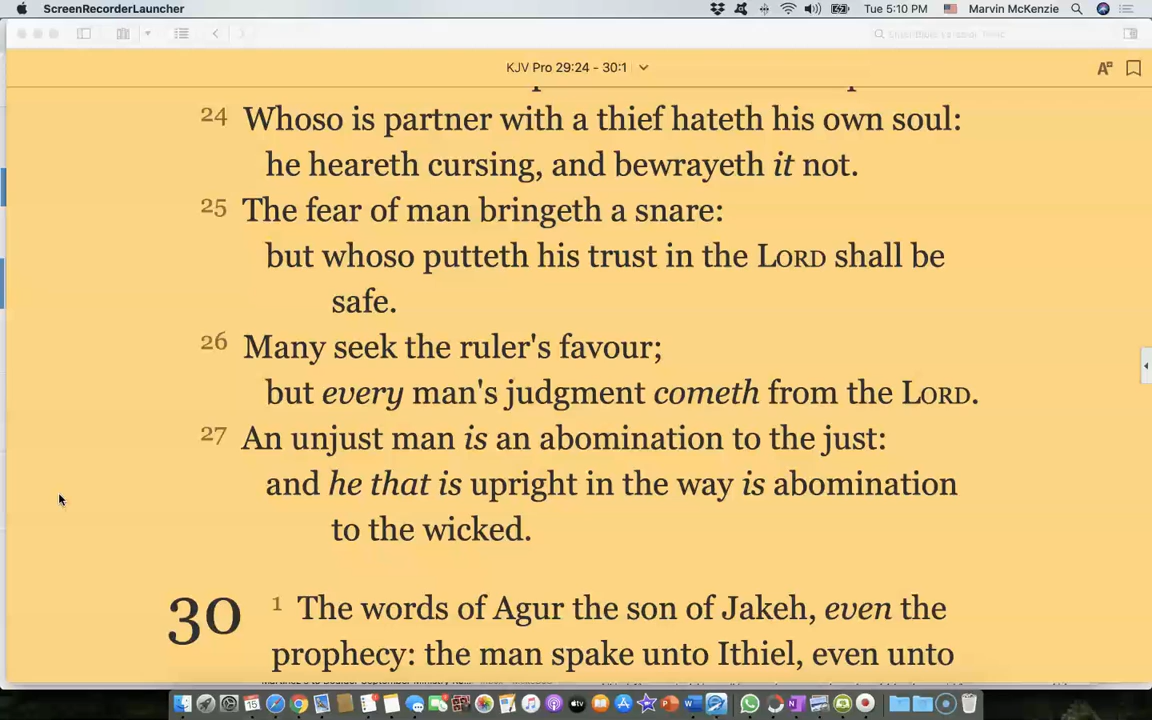 ScreenRecorderLauncher
Tue 5:10 PM
Marvin McKenzie
KJV Pro 29:24 - 30:1
24 Whoso is partner with a thief hateth his own soul:
he heareth cursing, and bewrayeth it not.
25 The fear of man bringeth a snare:
but whoso putteth his trust in the LORD shall be
safe.
26 Many seek the ruler's favour;
but every man's judgment cometh from the LORD.
27 An unjust man is an abomination to the just:
and he that is upright in the way is abomination
to the wicked.
30 1 The words of Agur the son of Jakeh, even the
prophecy: the man spake unto Ithiel, even unto